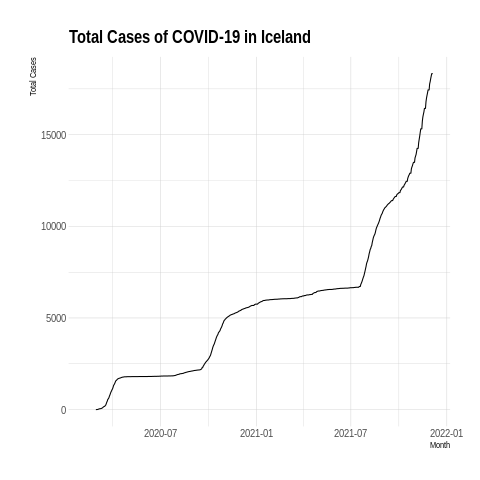 Total Cases of COVID-19 in Iceland
Total Cases
15000
10000
5000
0
2020-07
2021-01
2021-07
2022-01
Month